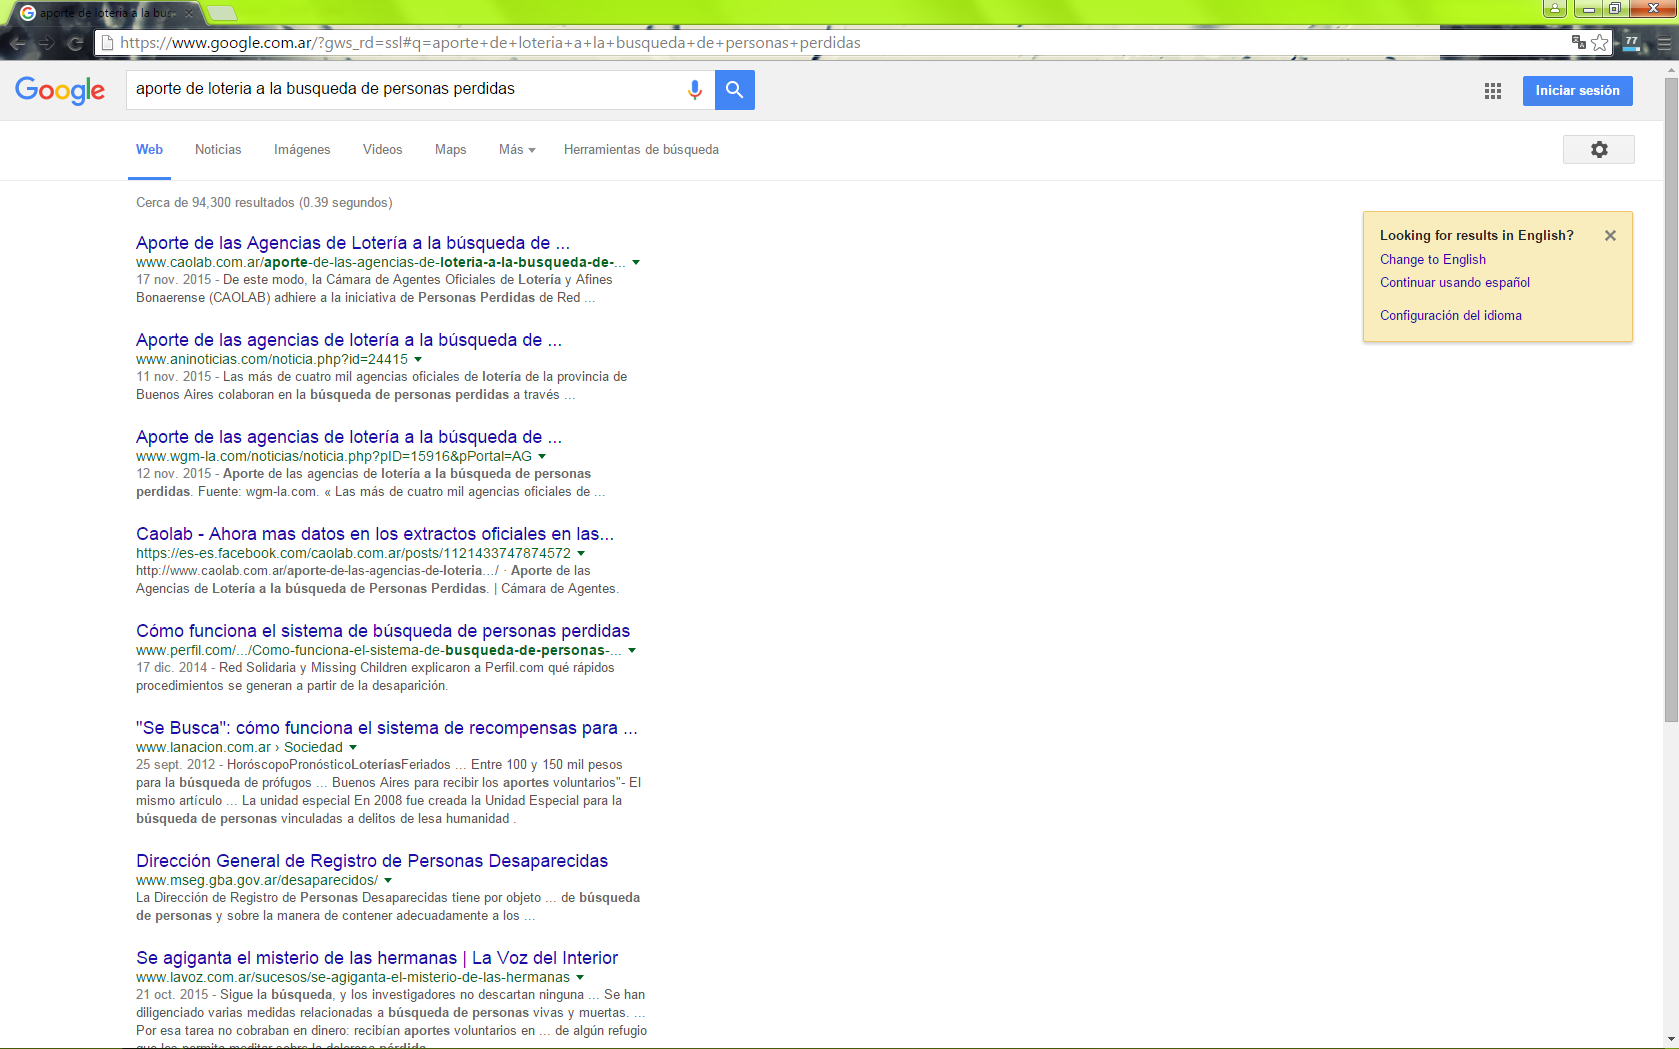 aporte de loteria a la bus
https://www.google.com.ar/?gws_rd=ssl#q=aporte+de+loteria+a+la+busqueda+de+personas+perdidas
77
Google
aporte de loteria a la busqueda de personas perdidas
Iniciar sesión
Web Noticias Imágenes Videos Maps Más Herramientas de búsqueda
Cerca de 94,300 resultados (0.39 segundos)
Looking for results in English?
Change to English
Continuar usando español
Configuración del idioma
Aporte de las Agencias de Lotería a la búsqueda de ...
www.caolab.com.ar/aporte-de-las-agencias-de-loteria-a-la-busqueda-de-...
17 nov. 2015 - De este modo, la Cámara de Agentes Oficiales de Lotería y Afines
Bonaerense (CAOLAB) adhiere a la iniciativa de Personas Perdidas de Red ...
Aporte de las agencias de lotería a la búsqueda de ...
www.aninoticias.com/noticia.php?id=24415
11 nov. 2015 - Las más de cuatro mil agencias oficiales de lotería de la provincia de
Buenos Aires colaboran en la búsqueda de personas perdidas a través ...
Aporte de las agencias de lotería a la búsqueda de ...
www.wgm-la.com/noticias/noticia.php?pID=15916&pPortal=AG
12 nov. 2015 - Aporte de las agencias de lotería a la búsqueda de personas
perdidas. Fuente: wgm-la.com. « Las más de cuatro mil agencias oficiales de ...
Caolab - Ahora mas datos en los extractos oficiales en las...
https://es-es.facebook.com/caolab.com.ar/posts/1121433747874572
http://www.caolab.com.ar/aporte-de-las-agencias-de-loteria.../ · Aporte de las
Agencias de Lotería a la búsqueda de Personas Perdidas. | Cámara de Agentes.
Cómo funciona el sistema de búsqueda de personas perdidas
www.perfil.com/.../Como-funciona-el-sistema-de-busqueda-de-personas-...
17 dic. 2014 - Red Solidaria y Missing Children explicaron a Perfil.com qué rápidos
procedimientos se generan a partir de la desaparición.
"Se Busca": cómo funciona el sistema de recompensas para ...
www.lanacion.com.ar › Sociedad
25 sept. 2012 - HoróscopoPronósticoLoteríasFeriados ... Entre 100 y 150 mil pesos
para la búsqueda de prófugos ... Buenos Aires para recibir los aportes voluntarios"- El
mismo artículo ... La unidad especial En 2008 fue creada la Unidad Especial para la
búsqueda de personas vinculadas a delitos de lesa humanidad .
Dirección General de Registro de Personas Desaparecidas
www.mseg.gba.gov.ar/desaparecidos/
La Dirección de Registro de Personas Desaparecidas tiene por objeto ... de búsqueda
de personas y sobre la manera de contener adecuadamente a los ...
Se agiganta el misterio de las hermanas | La Voz del Interior
www.lavoz.com.ar/sucesos/se-agiganta-el-misterio-de-las-hermanas
21 oct. 2015 - Sigue la búsqueda, y los investigadores no descartan ninguna ... Se han
diligenciado varias medidas relacionadas a búsqueda de personas vivas y muertas. ...
Por esa tarea no cobraban en dinero: recibían aportes voluntarios en ... de algún refugio
que les permita meditar sobre la dolorosa pérdida